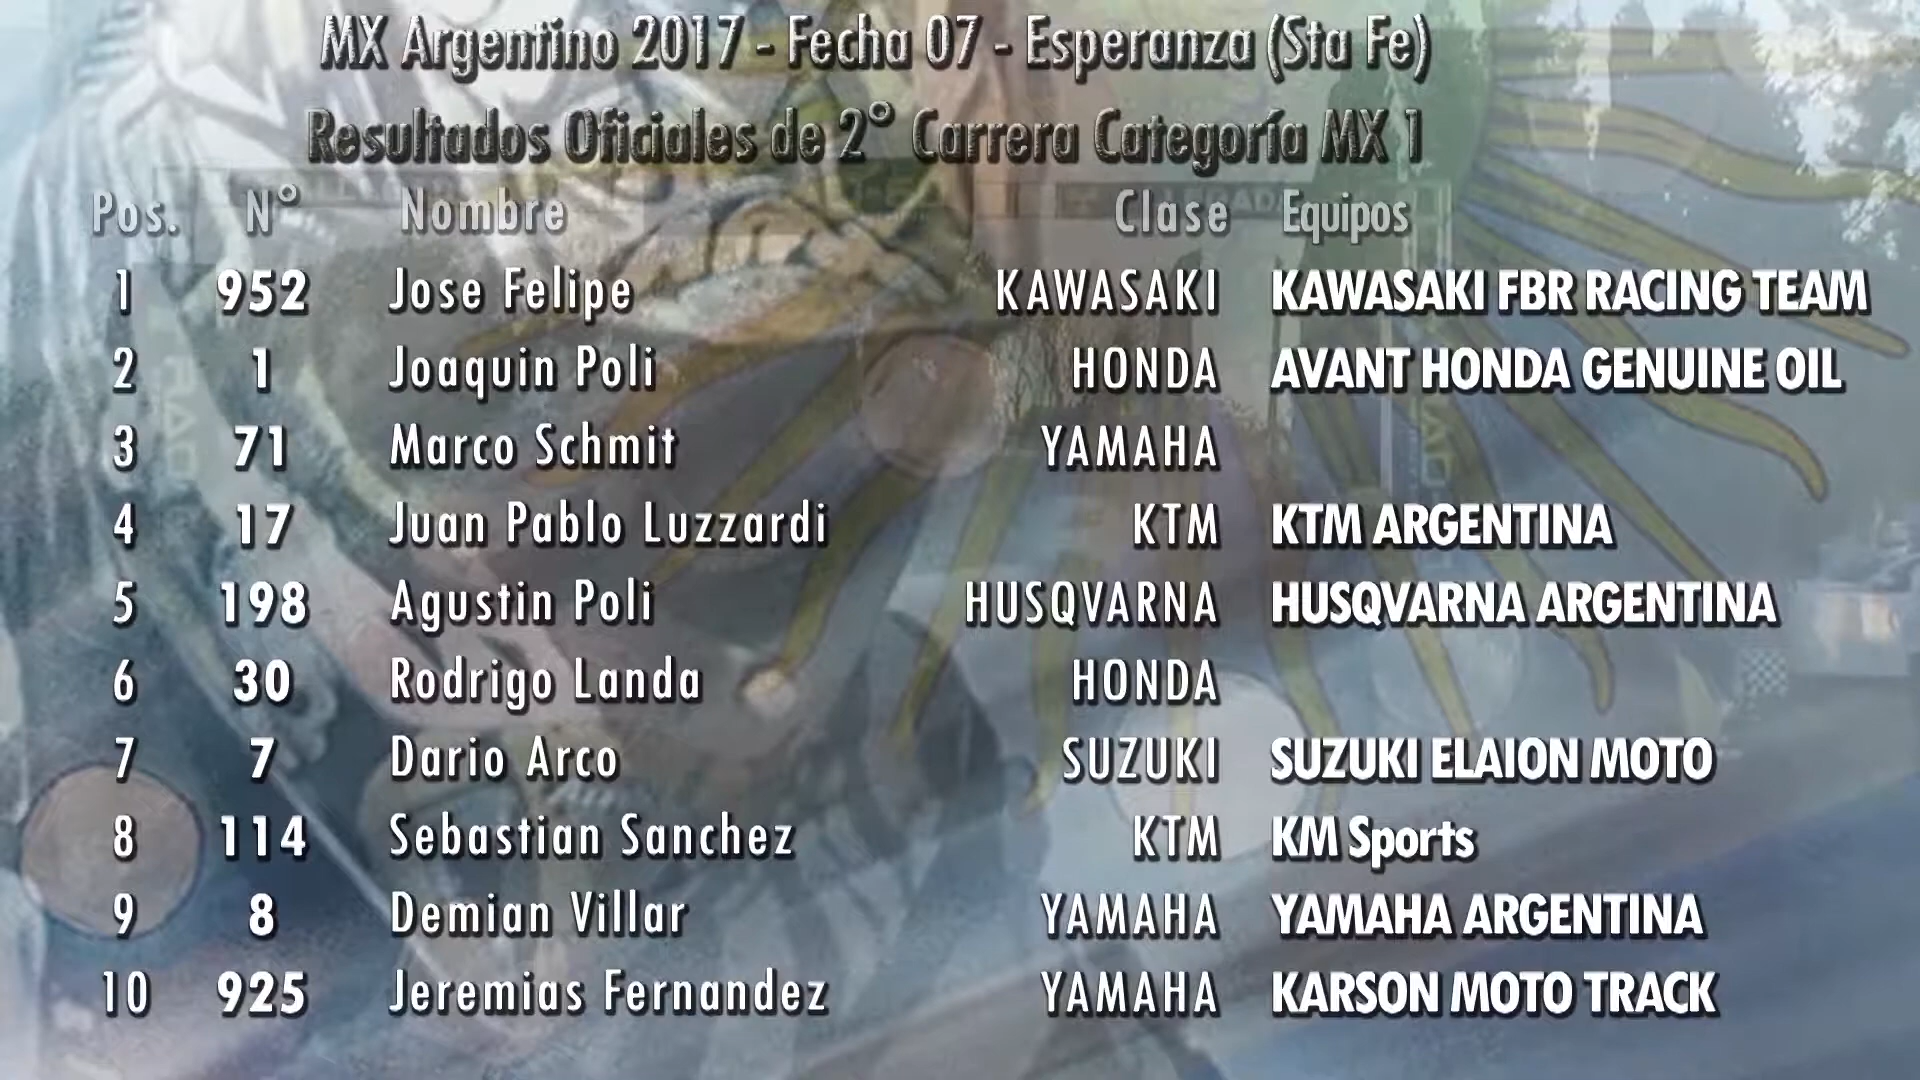 MX Argentino 2017 - Fecha 07 - Esperanza (Sta Fe)
Resultados Oficiales de 2° Carrera Categoría MX 1
Pos. N° Nombre Clase Equipos
1 952 Jose Felipe KAWASAKI KAWASAKI FBR RACING TEAM
2 1 Joaquin Poli HONDA AVANT HONDA GENUINE OIL
3 71 Marco Schmit YAMAHA
4 17 Juan Pablo Luzzardi KTM KTM ARGENTINA
5 198 Agustin Poli HUSQVARNA HUSQVARNA ARGENTINA
6 30 Rodrigo Landa HONDA
7 7 Dario Arco SUZUKI SUZUKI ELAION MOTO
8 114 Sebastian Sanchez KTM KM Sports
9 8 Demian Villar YAMAHA YAMAHA ARGENTINA
10 925 Jeremias Fernandez YAMAHA KARSON MOTO TRACK